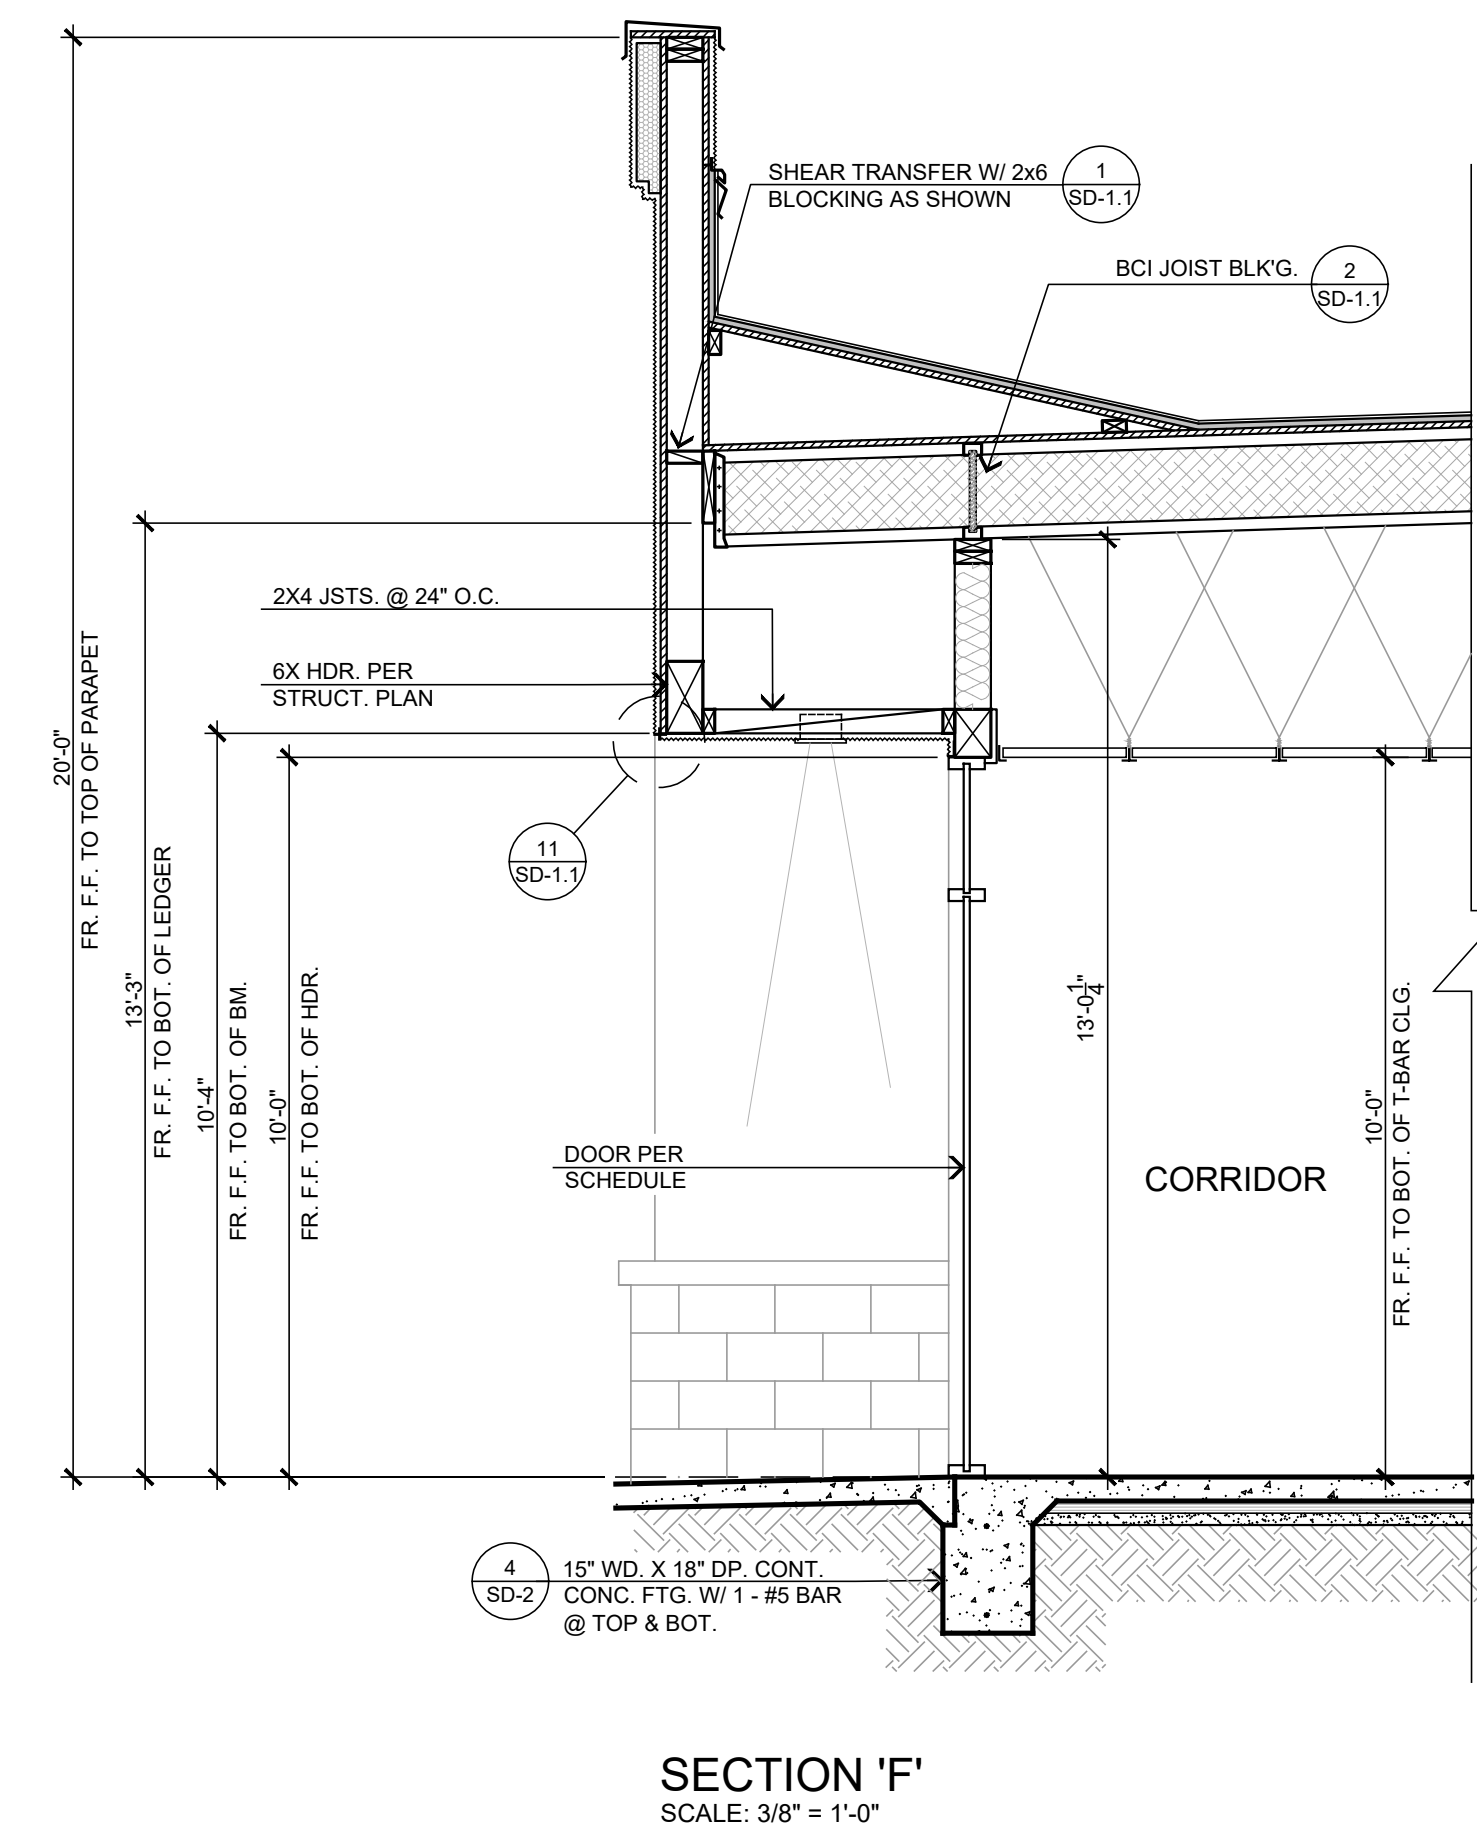 SHEAR TRANSFER W/ 2x6
BLOCKING AS SHOWN
1
SD-1.1
BCI JOIST BLK'G.
2
SD-1.1
2X4 JSTS. @ 24" O.C.
6X HDR. PER
STRUCT. PLAN
20'-0"
FR. F.F. TO TOP OF PARAPET
13'-3"
FR. F.F. TO BOT. OF LEDGER
10'-4"
FR. F.F. TO BOT. OF BM.
10'-0"
FR. F.F. TO BOT. OF HDR.
11
SD-1.1
13'-0 1/4"
10'-0"
FR. F.F. TO BOT. OF T-BAR CLG.
DOOR PER
SCHEDULE
CORRIDOR
4
SD-2
15" WD. X 18" DP. CONT.
CONC. FTG. W/ 1 - #5 BAR
@ TOP & BOT.
SECTION 'F'
SCALE: 3/8" = 1'-0"